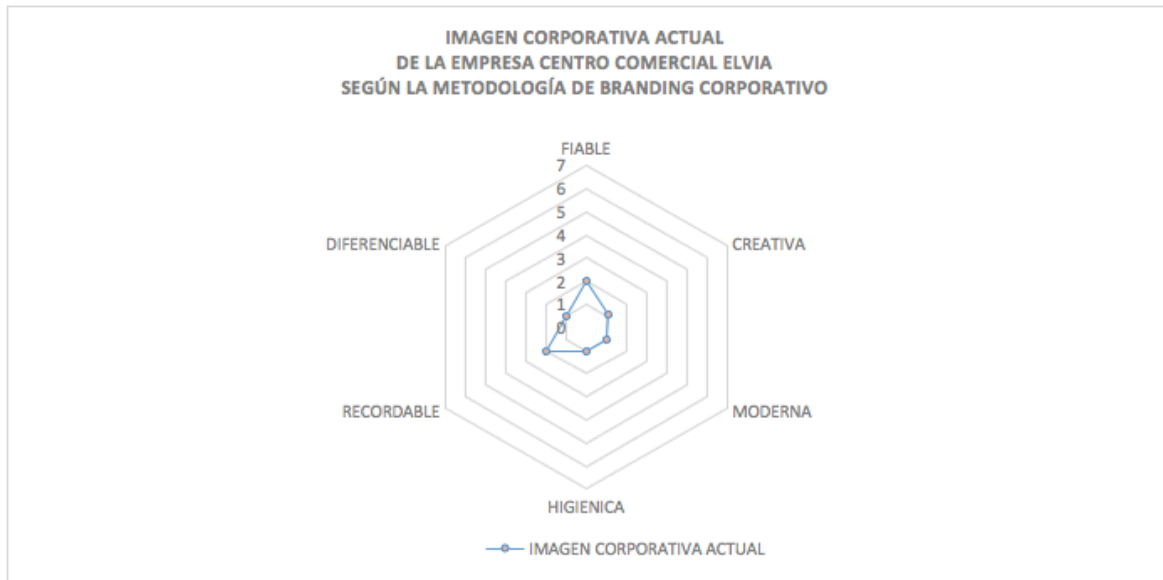 IMAGEN CORPORATIVA ACTUAL
DE LA EMPRESA CENTRO COMERCIAL ELVIA
SEGÚN LA METODOLOGÍA DE BRANDING CORPORATIVO
FIABLE
7
6
5
DIFERENCIABLE
CREATIVA
4
3
2
1
0
RECORDABLE
MODERNA
HIGIENICA
IMAGEN CORPORATIVA ACTUAL